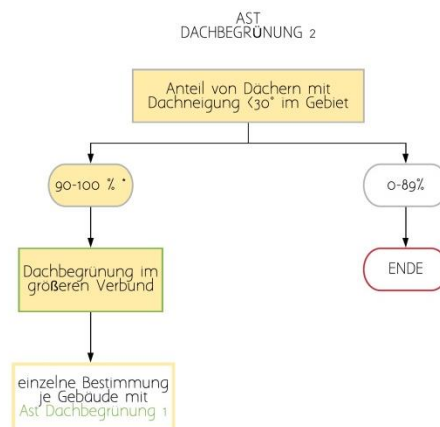 AST
DACHBEGRÜNUNG 2
Anteil von Dächern mit
Dachneigung <30° im Gebiet
90-100 % *
0-89%
Dachbegrünung im
größeren Verbund
ENDE
einzelne Bestimmung
je Gebäude mit
Ast Dachbegrünung 1